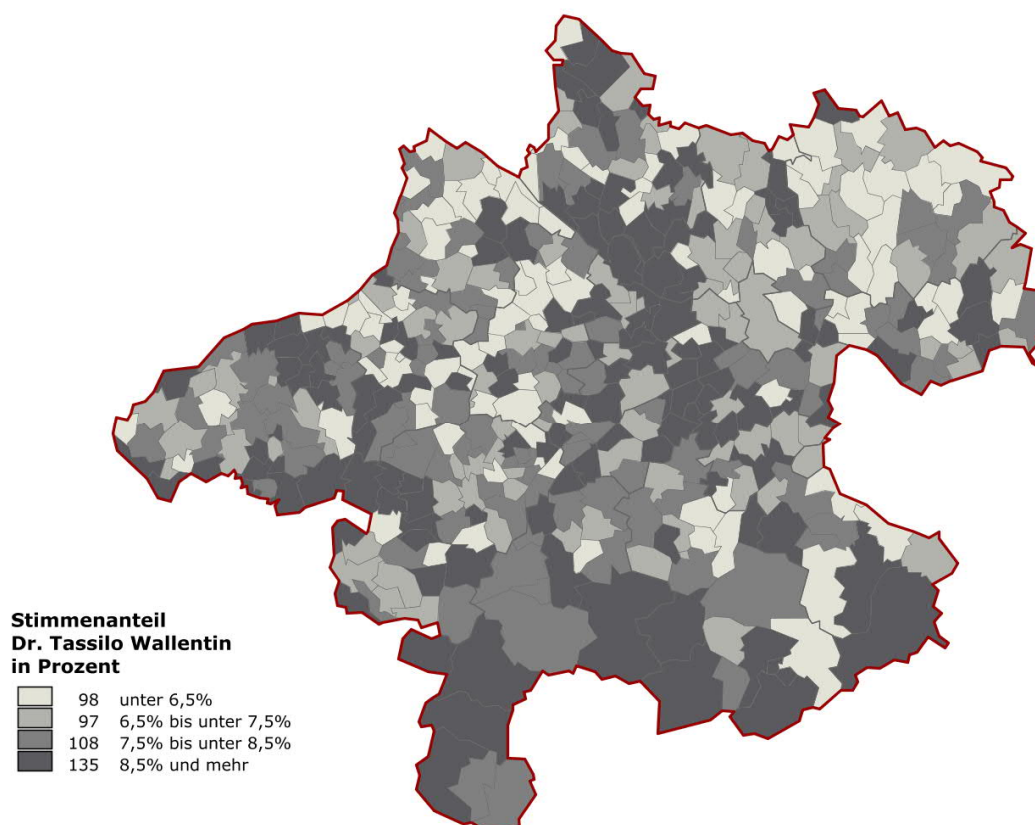 Stimmenanteil
Dr. Tassilo Wallentin
in Prozent
98 unter 6,5%
97 6,5% bis unter 7,5%
108 7,5% bis unter 8,5%
135 8,5% und mehr